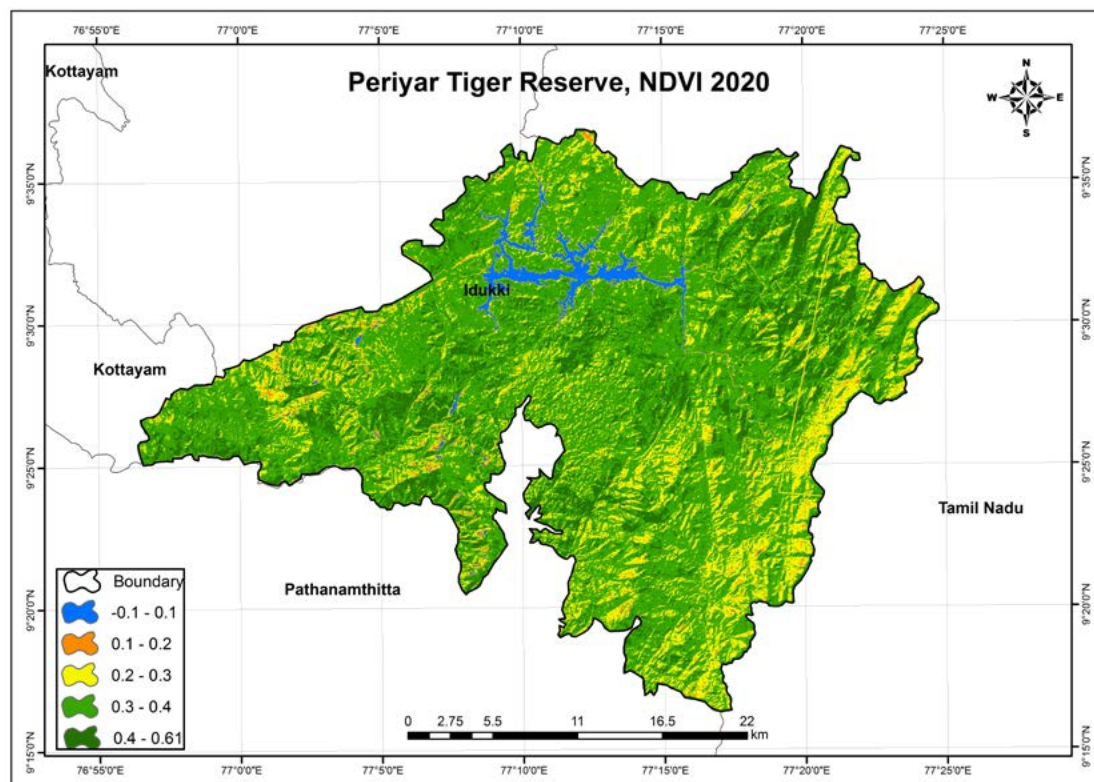 76°55'0"E 77°0'0"E 77°5'0"E 77°10'0"E 77°15'0"E 77°20'0"E 77°25'0"E
Kottayam
Periyar Tiger Reserve, NDVI 2020
N
W E
S
9°35'0"N 9°35'0"N
Idukki
9°30'0"N 9°30'0"N
Kottayam
9°25'0"N 9°25'0"N
Tamil Nadu
Pathanamthitta
9°20'0"N 9°20'0"N
Boundary
-0.1 - 0.1
0.1 - 0.2
0.2 - 0.3
0.3 - 0.4
0.4 - 0.61
0 2.75 5.5 11 16.5 22
km
9°15'0"N 9°15'0"N
76°55'0"E 77°0'0"E 77°5'0"E 77°10'0"E 77°15'0"E 77°20'0"E 77°25'0"E